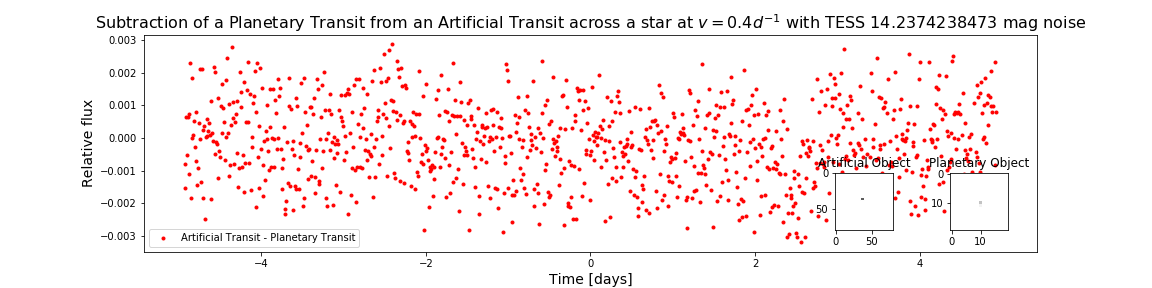 Subtraction of a Planetary Transit from an Artificial Transit across a star at v = 0.4d⁻¹ with TESS 14.2374238473 mag noise
0.003
0.002
0.001
0.000
−0.001
−0.002
−0.003
Relative flux
Artificial Transit - Planetary Transit
Artificial Object
0
50
0 50
Planetary Object
0
10
0 10
−4 −2 0 2 4
Time [days]